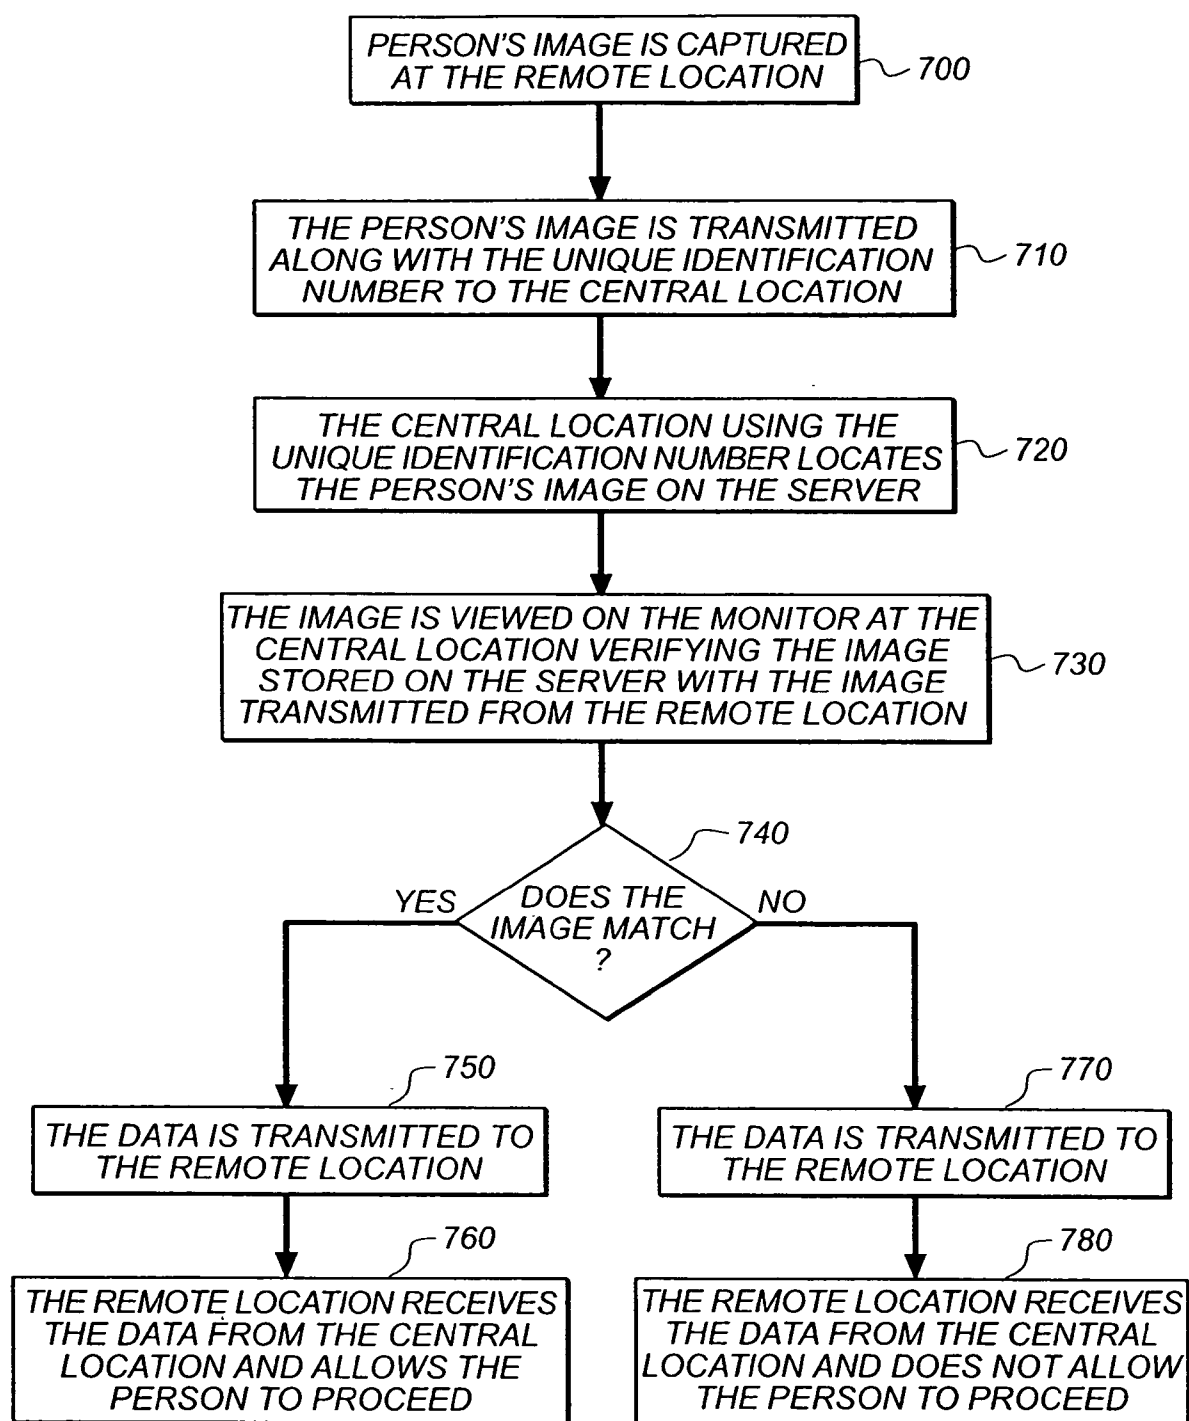 PERSON'S IMAGE IS CAPTURED
AT THE REMOTE LOCATION
700
THE PERSON'S IMAGE IS TRANSMITTED
ALONG WITH THE UNIQUE IDENTIFICATION
NUMBER TO THE CENTRAL LOCATION
710
THE CENTRAL LOCATION USING THE
UNIQUE IDENTIFICATION NUMBER LOCATES
THE PERSON'S IMAGE ON THE SERVER
720
THE IMAGE IS VIEWED ON THE MONITOR AT THE
CENTRAL LOCATION VERIFYING THE IMAGE
STORED ON THE SERVER WITH THE IMAGE
TRANSMITTED FROM THE REMOTE LOCATION
730
740
YES
DOES THE
IMAGE MATCH
?
NO
750
THE DATA IS TRANSMITTED TO
THE REMOTE LOCATION
770
THE DATA IS TRANSMITTED TO
THE REMOTE LOCATION
760
THE REMOTE LOCATION RECEIVES
THE DATA FROM THE CENTRAL
LOCATION AND ALLOWS THE
PERSON TO PROCEED
780
THE REMOTE LOCATION RECEIVES
THE DATA FROM THE CENTRAL
LOCATION AND DOES NOT ALLOW
THE PERSON TO PROCEED